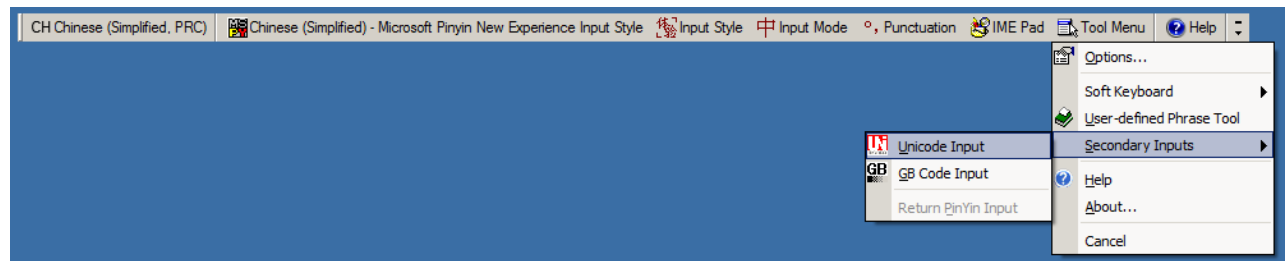 CH Chinese (Simplified, PRC) Chinese (Simplified) - Microsoft Pinyin New Experience Input Style Input Style 中 Input Mode °, Punctuation IME Pad Tool Menu Help
Options...
Soft Keyboard
User-defined Phrase Tool
Secondary Inputs
Unicode Input
GB GB Code Input
Return PinYin Input
Help
About...
Cancel